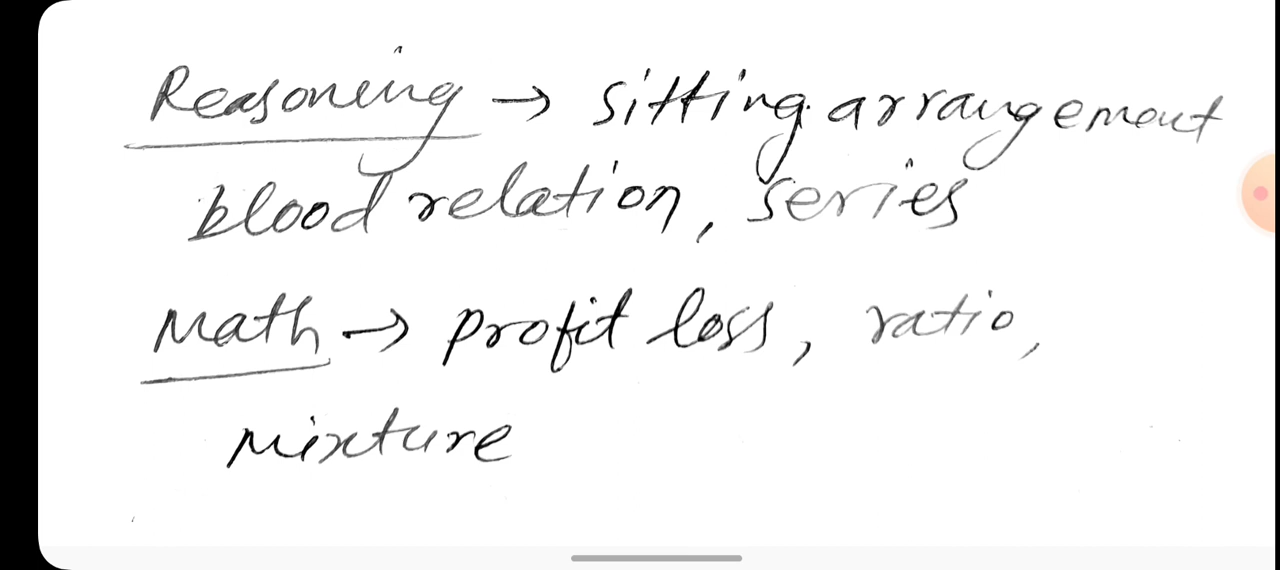 Reasoning → sitting arrangement
blood relation, series
Math → profit loss, ratio,
mixture